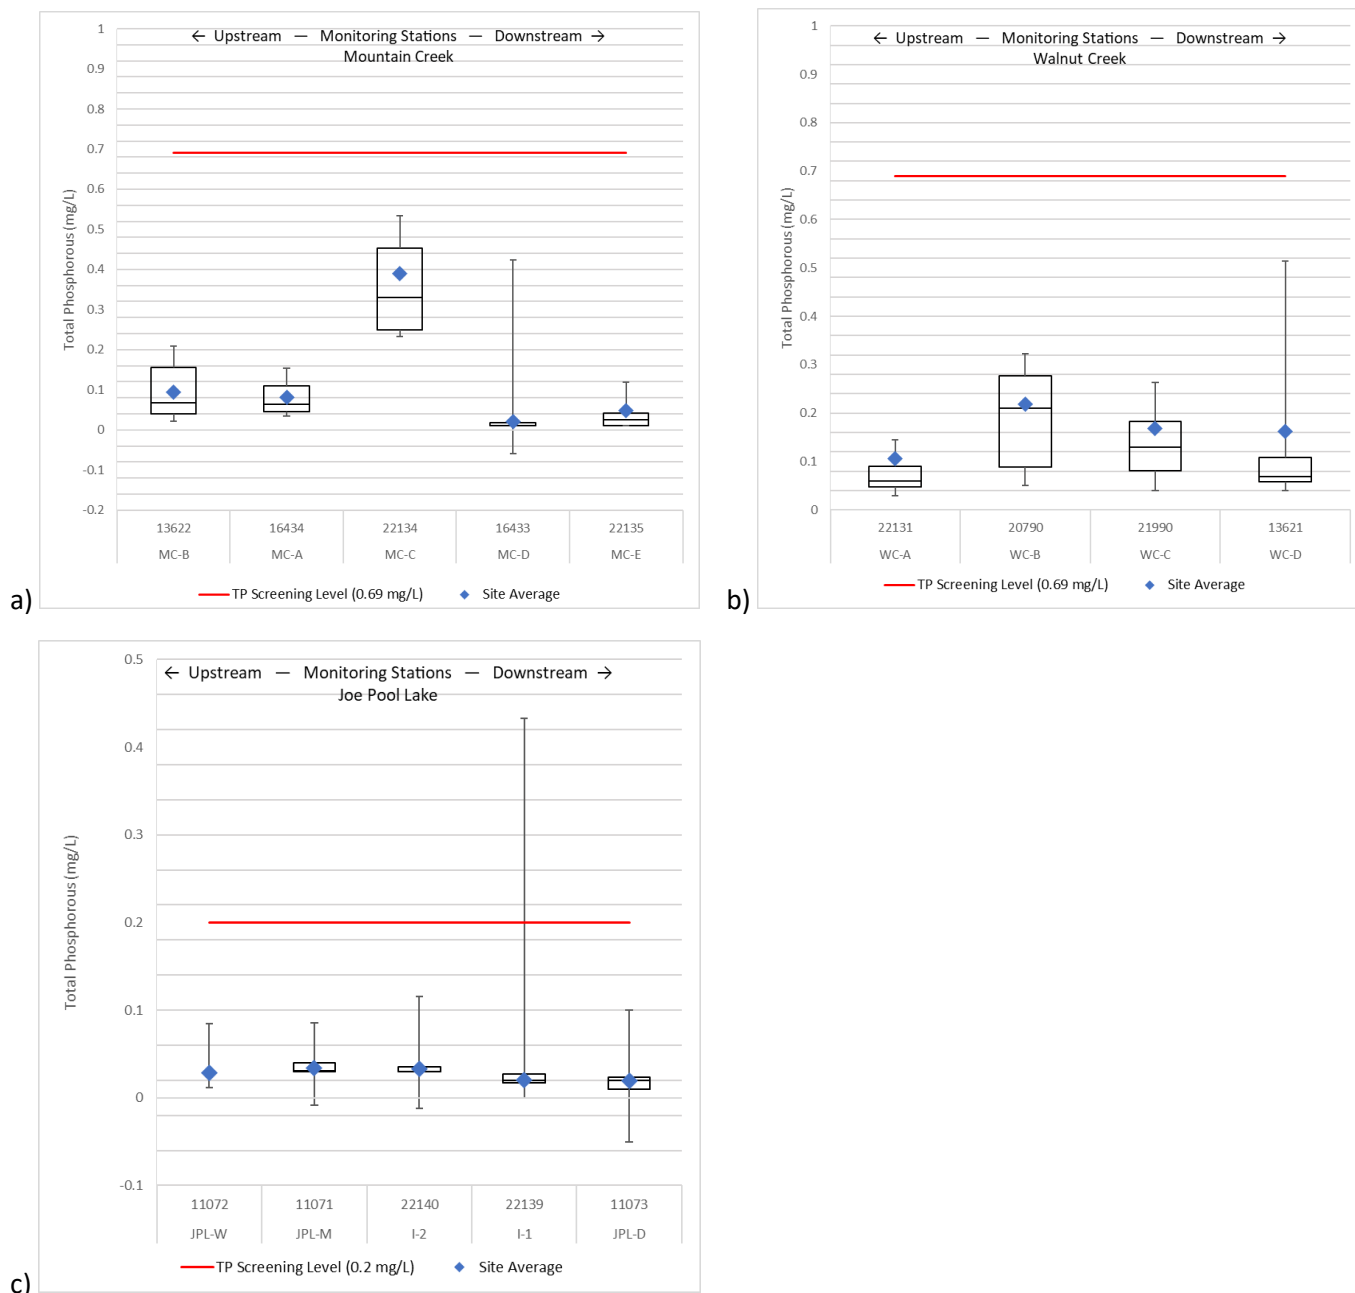 ← Upstream — Monitoring Stations — Downstream →
Mountain Creek
Total Phosphorous (mg/L)
1
0.9
0.8
0.7
0.6
0.5
0.4
0.3
0.2
0.1
0
-0.1
-0.2
13622 16434 22134 16433 22135
MC-B MC-A MC-C MC-D MC-E
TP Screening Level (0.69 mg/L) Site Average
a)
← Upstream — Monitoring Stations — Downstream →
Walnut Creek
Total Phosphorous (mg/L)
1
0.9
0.8
0.7
0.6
0.5
0.4
0.3
0.2
0.1
0
22131 20790 21990 13621
WC-A WC-B WC-C WC-D
TP Screening Level (0.69 mg/L) Site Average
b)
← Upstream — Monitoring Stations — Downstream →
Joe Pool Lake
Total Phosphorous (mg/L)
0.5
0.4
0.3
0.2
0.1
0
-0.1
11072 11071 22140 22139 11073
JPL-W JPL-M I-2 I-1 JPL-D
TP Screening Level (0.2 mg/L) Site Average
c)